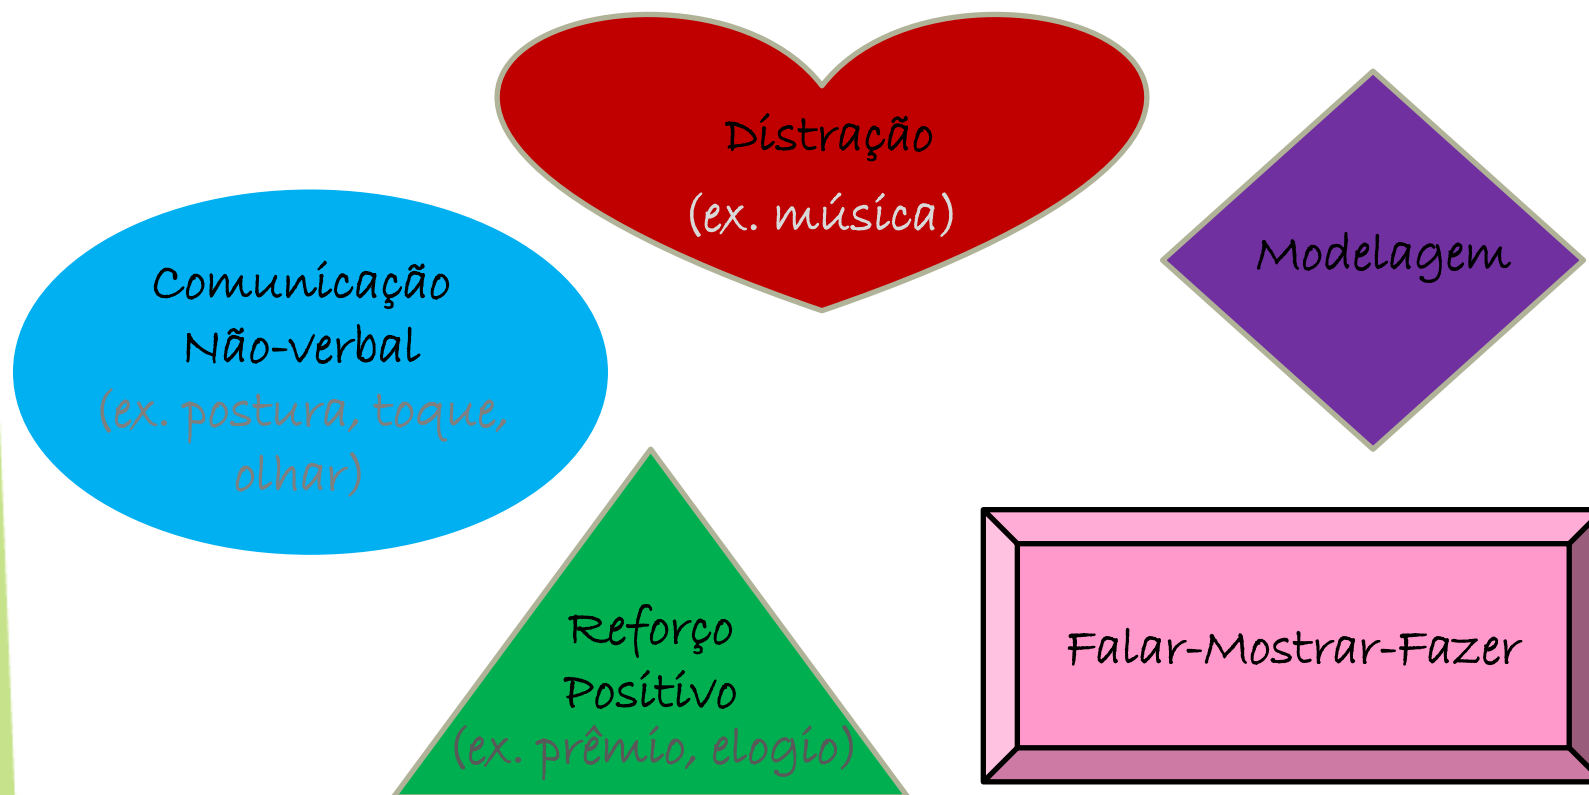 Distração
(ex. música)
Modelagem
Comunicação
Não-verbal
(ex. postura, toque,
olhar)
Reforço
Positivo
(ex. prêmio, elogio)
Falar-Mostrar-Fazer